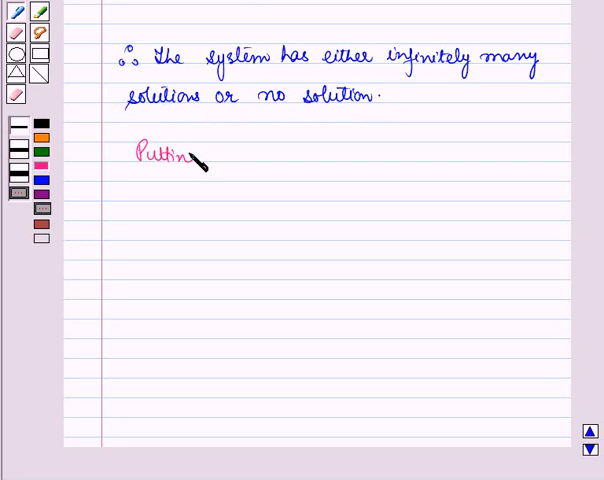 ∴ The system has either infinitely many
solutions or no solution.
Puttin